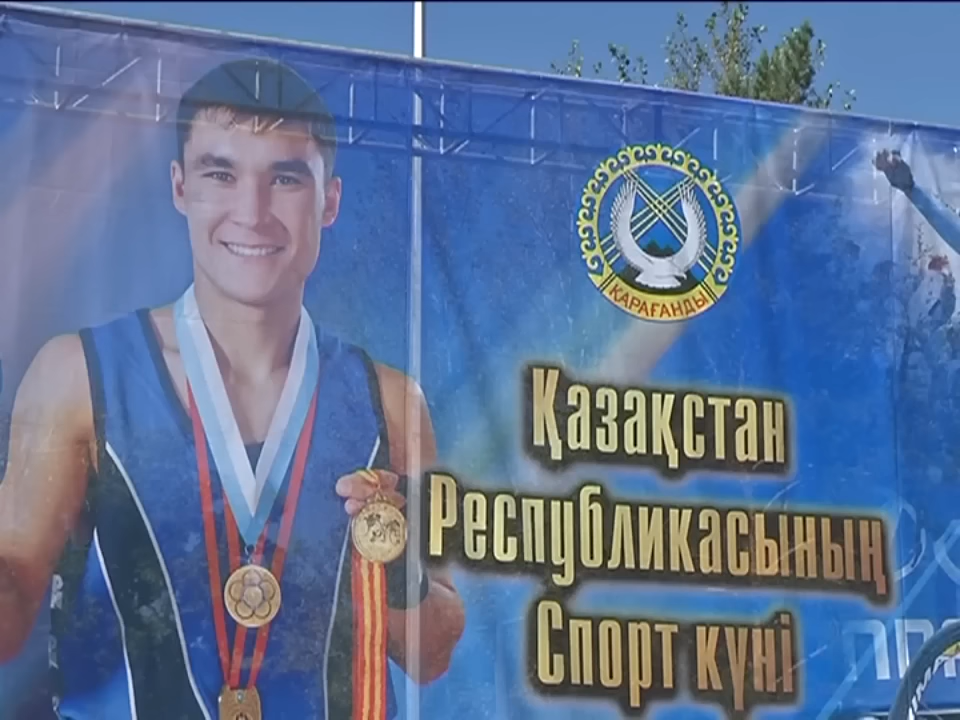 ҚАРАҒАНДЫ
Қазақстан
Республикасының
Спорт күні